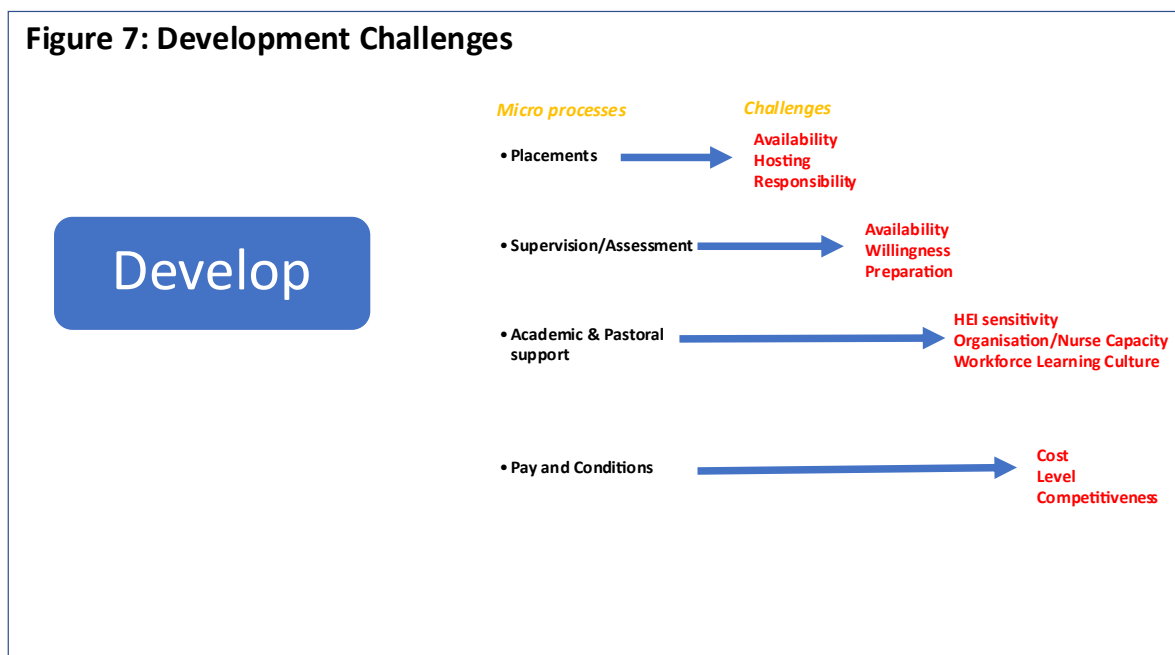 Figure 7: Development Challenges
Micro processes
Challenges
• Placements
Availability
Hosting
Responsibility
Develop
• Supervision/Assessment
Availability
Willingness
Preparation
• Academic & Pastoral
support
HEI sensitivity
Organisation/Nurse Capacity
Workforce Learning Culture
• Pay and Conditions
Cost
Level
Competitiveness